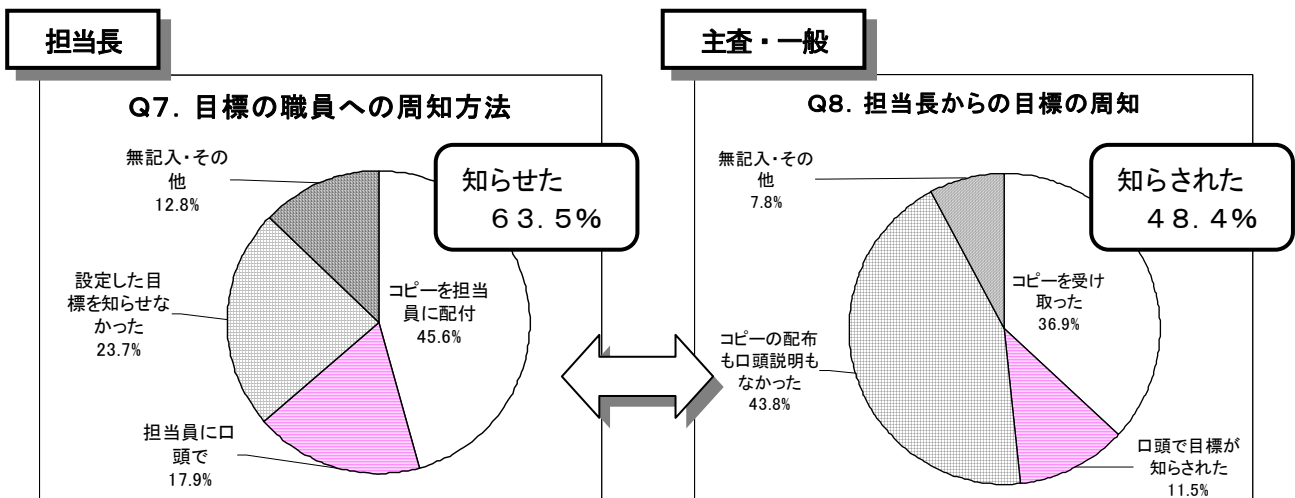 担当長
Q7. 目標の職員への周知方法
知らせた
63.5%
無記入・その
他
12.8%
設定した目
標を知らせな
かった
23.7%
コピーを担当
員に配付
45.6%
担当員に口
頭で
17.9%
主査・一般
Q8. 担当長からの目標の周知
知らされた
48.4%
無記入・その
他
7.8%
コピーを受け
取った
36.9%
コピーの配布
も口頭説明も
なかった
43.8%
口頭で目標が
知らされた
11.5%